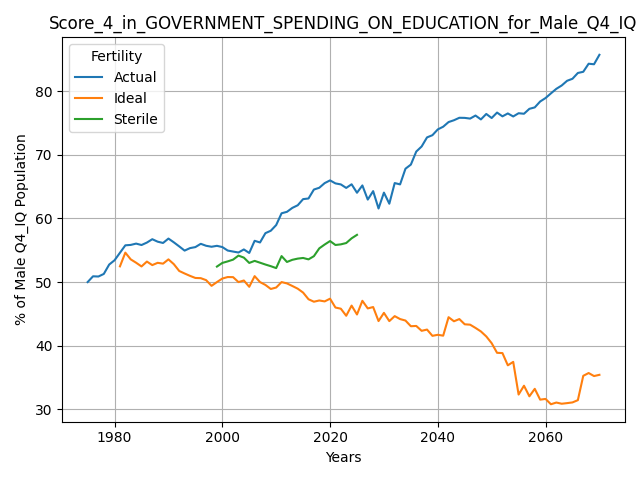 Score_4_in_GOVERNMENT_SPENDING_ON_EDUCATION_for_Male_Q4_IQ
Fertility
Actual
Ideal
Sterile
% of Male Q4_IQ Population
80
70
60
50
40
30
1980 2000 2020 2040 2060
Years